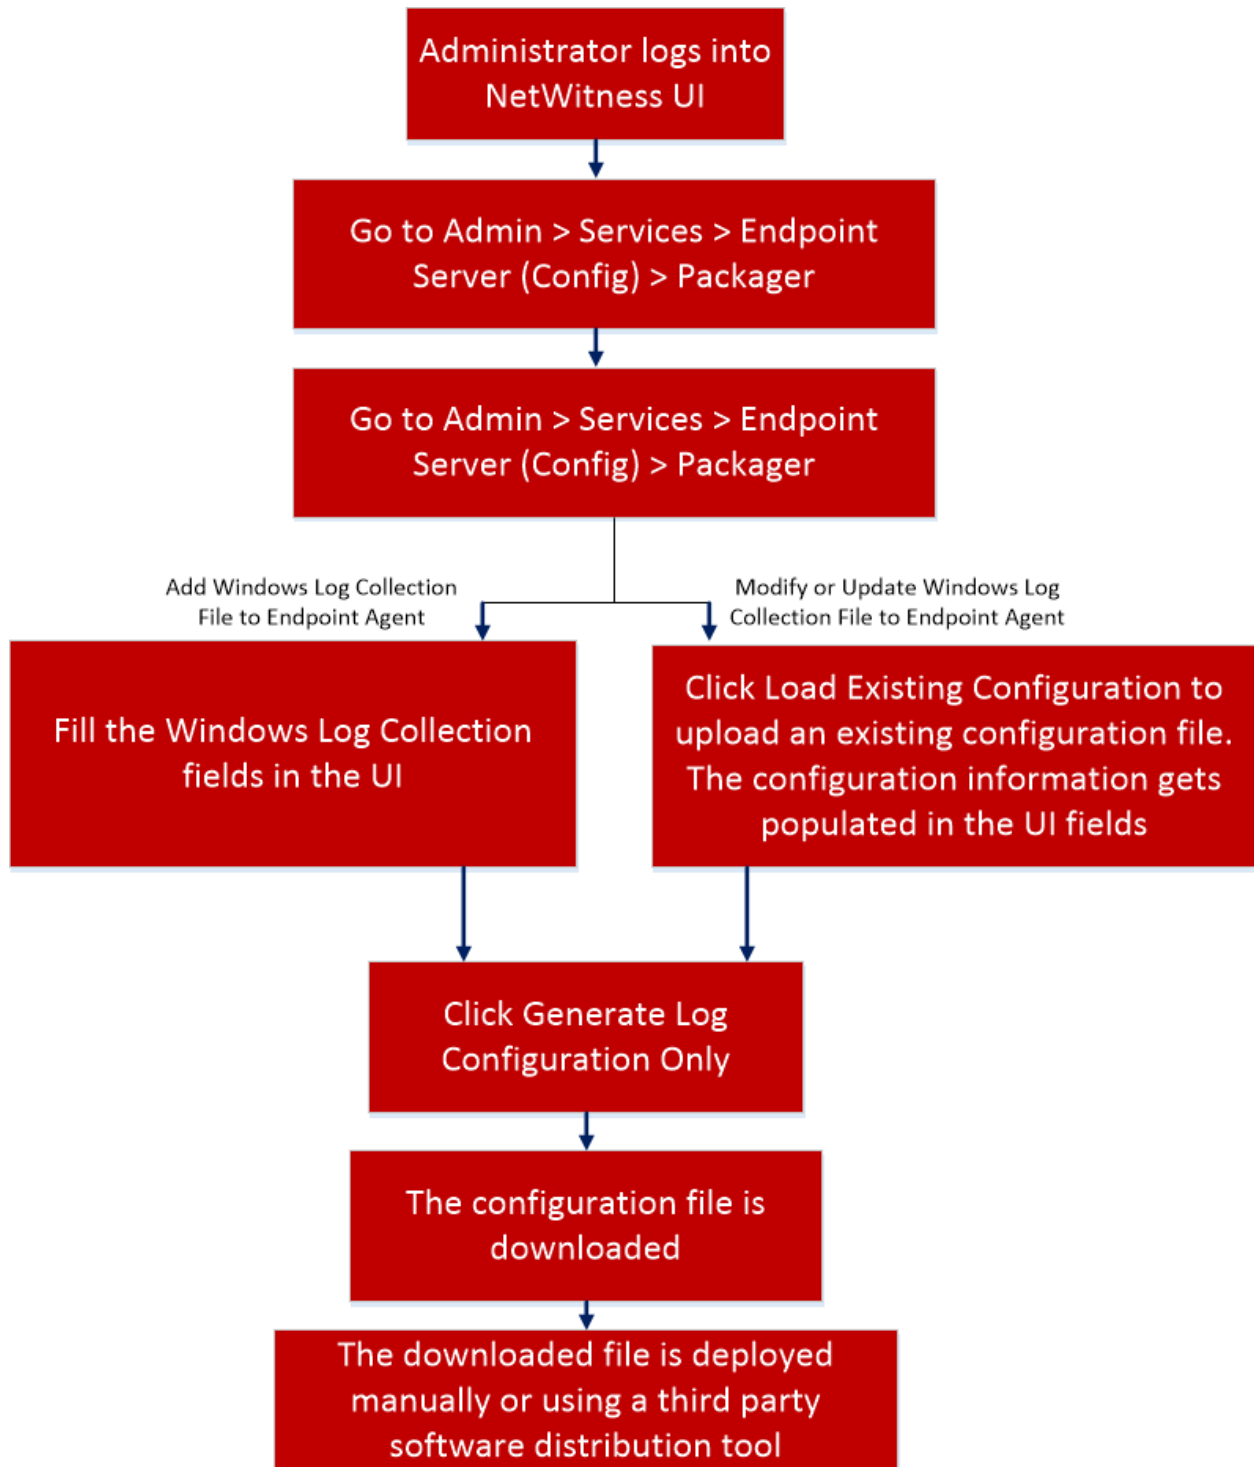 Administrator logs into
NetWitness UI
Go to Admin > Services > Endpoint
Server (Config) > Packager
Go to Admin > Services > Endpoint
Server (Config) > Packager
Add Windows Log Collection
File to Endpoint Agent
Modify or Update Windows Log
Collection File to Endpoint Agent
Fill the Windows Log Collection
fields in the UI
Click Load Existing Configuration to
upload an existing configuration file.
The configuration information gets
populated in the UI fields
Click Generate Log
Configuration Only
The configuration file is
downloaded
The downloaded file is deployed
manually or using a third party
software distribution tool